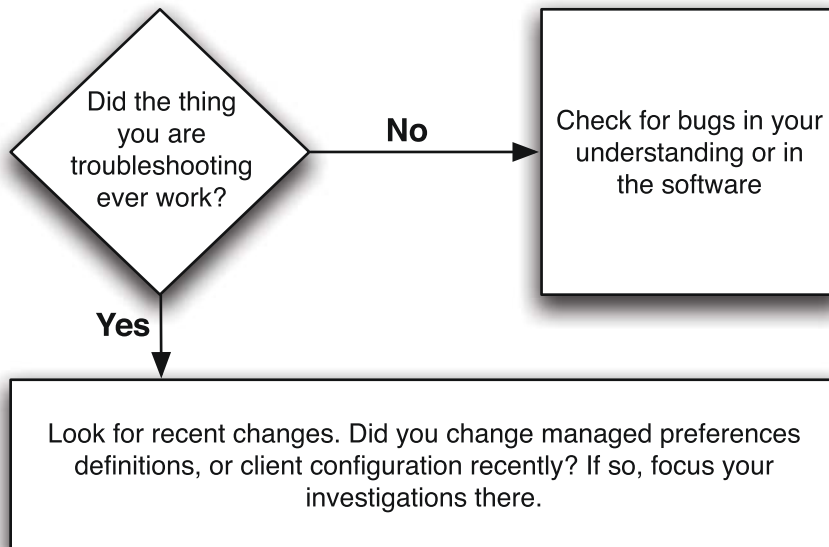 Did the thing
you are
troubleshooting
ever work?
No
Check for bugs in your
understanding or in
the software
Yes
Look for recent changes. Did you change managed preferences
definitions, or client configuration recently? If so, focus your
investigations there.